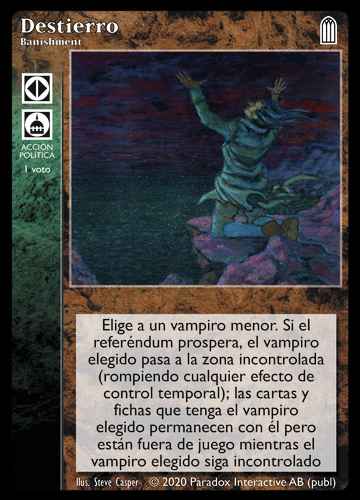 Destierro
Banishment
ACCIÓN
POLÍTICA
1 voto
Elige a un vampiro menor. Si el
referéndum prospera, el vampiro
elegido pasa a la zona incontrolada
(rompiendo cualquier efecto de
control temporal); las cartas y
fichas que tenga el vampiro
elegido permanecen con él pero
están fuera de juego mientras el
vampiro elegido siga incontrolado
Ilus. Steve Casper © 2020 Paradox Interactive AB (publ)